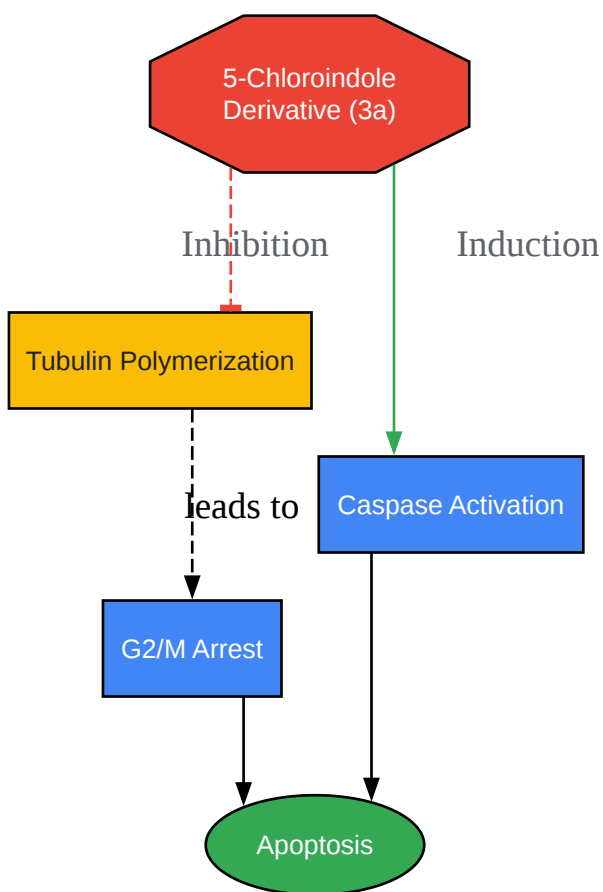 5-Chloroindole
Derivative (3a)
Inhibition
Induction
Tubulin Polymerization
leads to
Caspase Activation
G2/M Arrest
Apoptosis